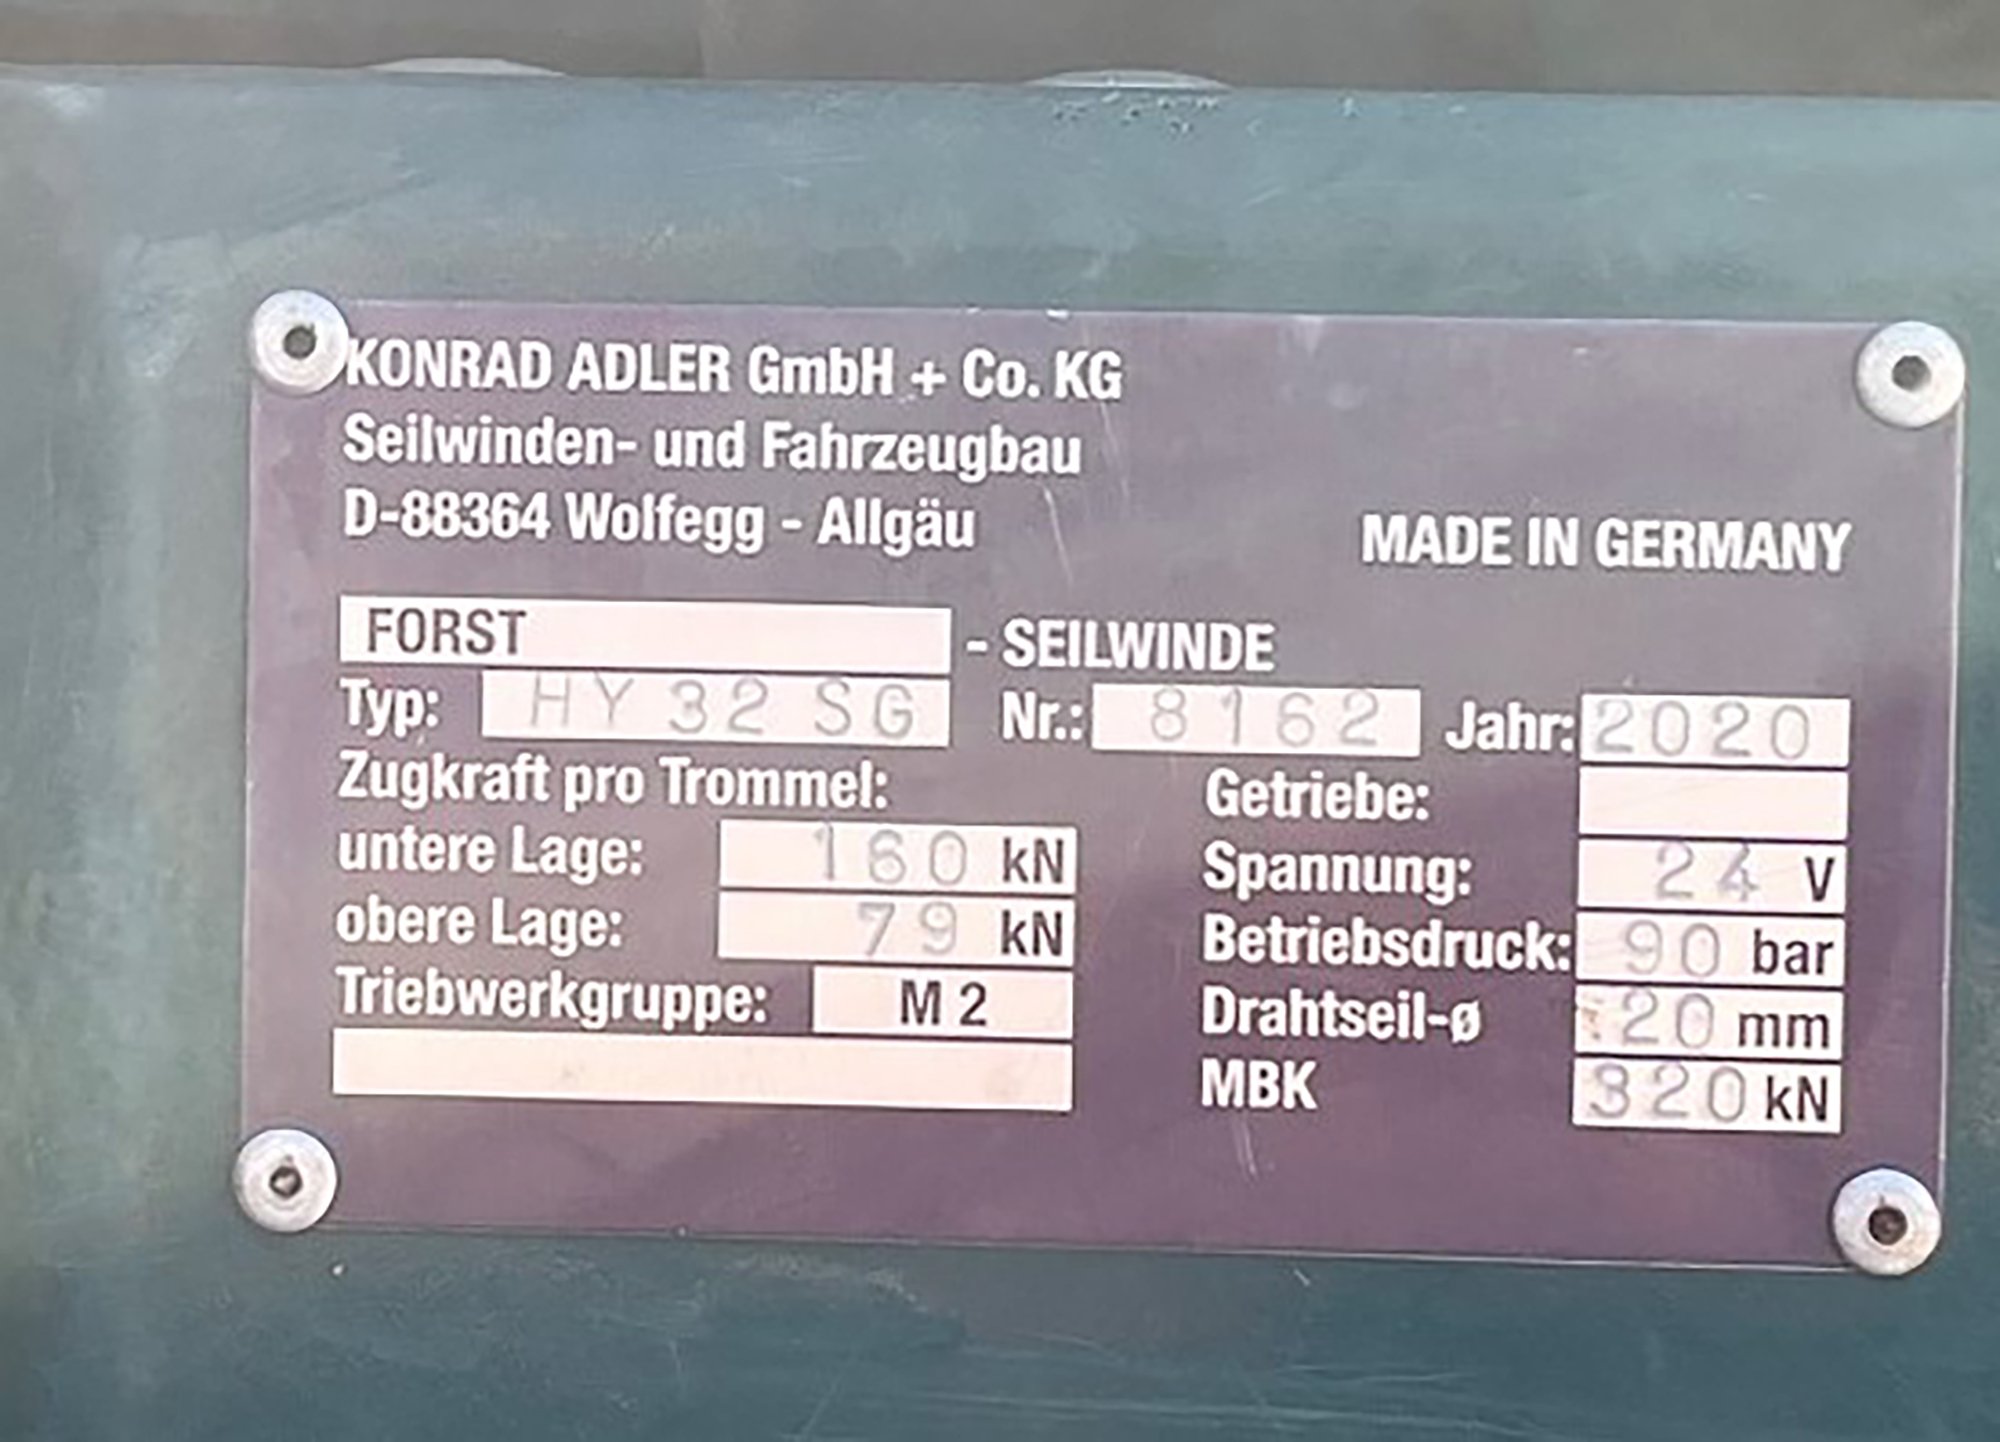 KONRAD ADLER GmbH + Co. KG
Seilwinden- und Fahrzeugbau
D-88364 Wolfegg - Allgäu
MADE IN GERMANY
FORST - SEILWINDE
Typ: HY 32 SG Nr.: 8162 Jahr: 2020
Zugkraft pro Trommel: Getriebe:
untere Lage: 160 kN Spannung: 24 V
obere Lage: 79 kN Betriebsdruck: 90 bar
Triebwerkgruppe: M 2 Drahtseil-ø 20 mm
MBK 320 kN